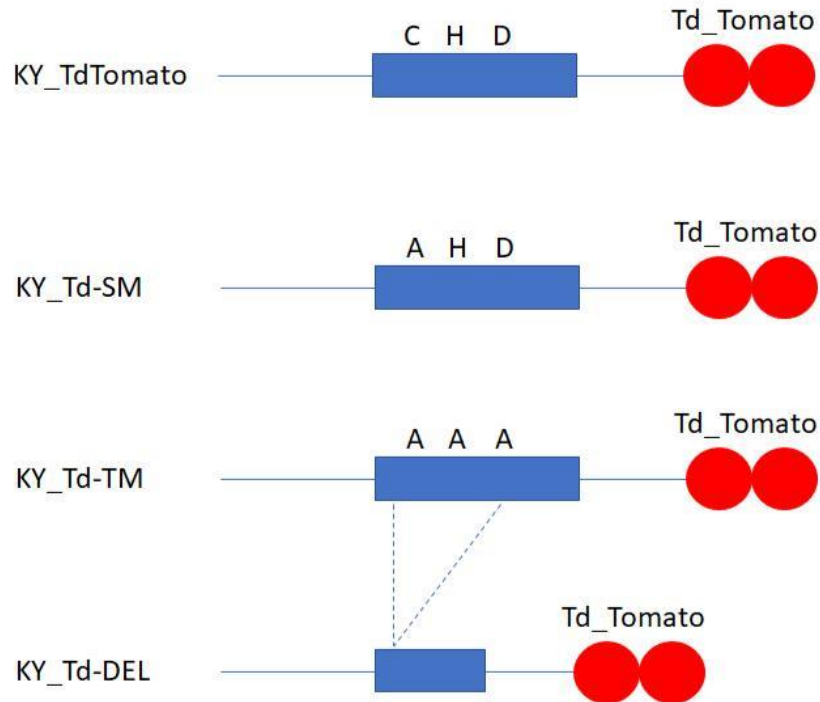 Td_Tomato
C H D
KY_TdTomato
Td_Tomato
A H D
KY_Td-SM
Td_Tomato
A A A
KY_Td-TM
Td_Tomato
KY_Td-DEL